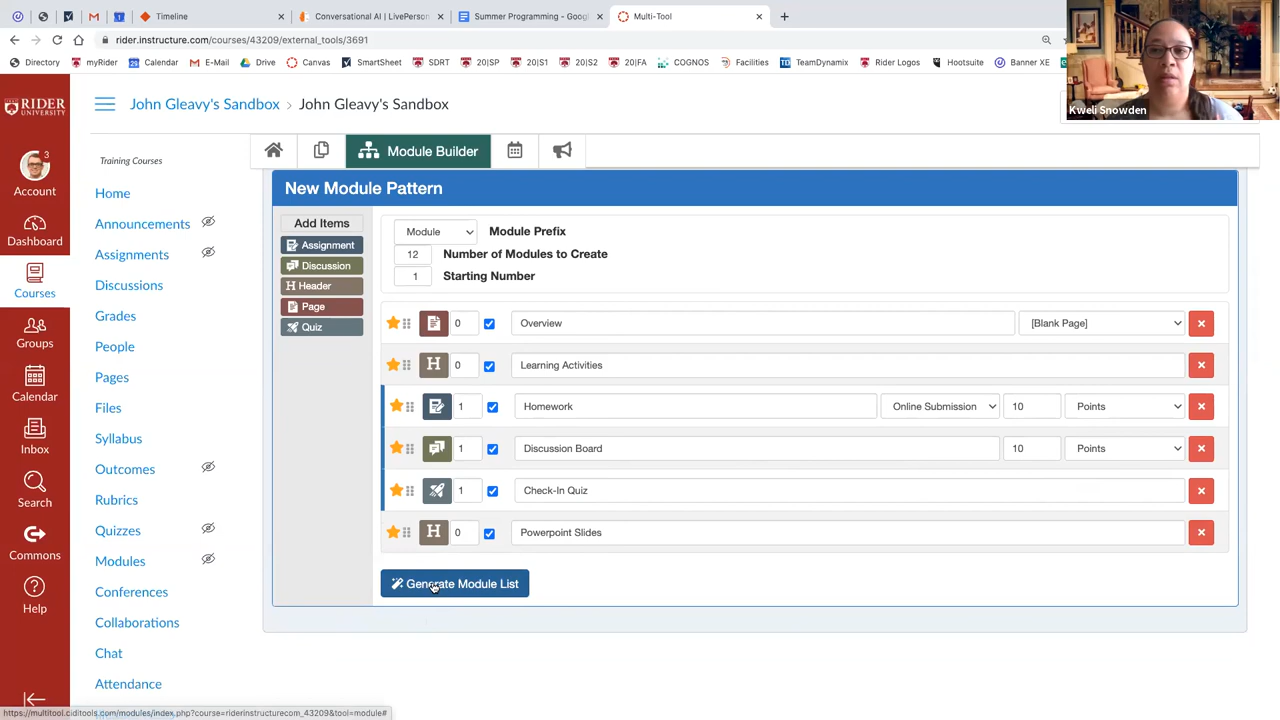 Timeline
Conversational AI | LivePerson
Summer Programming - Googl
Multi-Tool
rider.instructure.com/courses/43209/external_tools/3691
Directory
myRider
Calendar
E-Mail
Drive
Canvas
SmartSheet
SDRT
20|SP
20|S1
20|S2
20|FA
COGNOS
Facilities
TeamDynamix
Rider Logos
Hootsuite
Banner XE
Kweli Snowden
RIDER
UNIVERSITY
John Gleavy's Sandbox > John Gleavy's Sandbox
3
Account
Dashboard
Courses
Groups
Calendar
Inbox
Search
Commons
Help
Training Courses
Home
Announcements
Assignments
Discussions
Grades
People
Pages
Files
Syllabus
Outcomes
Rubrics
Quizzes
Modules
Conferences
Collaborations
Chat
Attendance
Module Builder
New Module Pattern
Add Items
Assignment
Discussion
H Header
Page
Quiz
Module Module Prefix
12 Number of Modules to Create
1 Starting Number
0 Overview [Blank Page]
H 0 Learning Activities
1 Homework Online Submission 10 Points
1 Discussion Board 10 Points
1 Check-In Quiz
H 0 Powerpoint Slides
Generate Module List
https://multitool.ciditools.com/modules/index.php?course=riderinstructurecom_43209&tool=module#